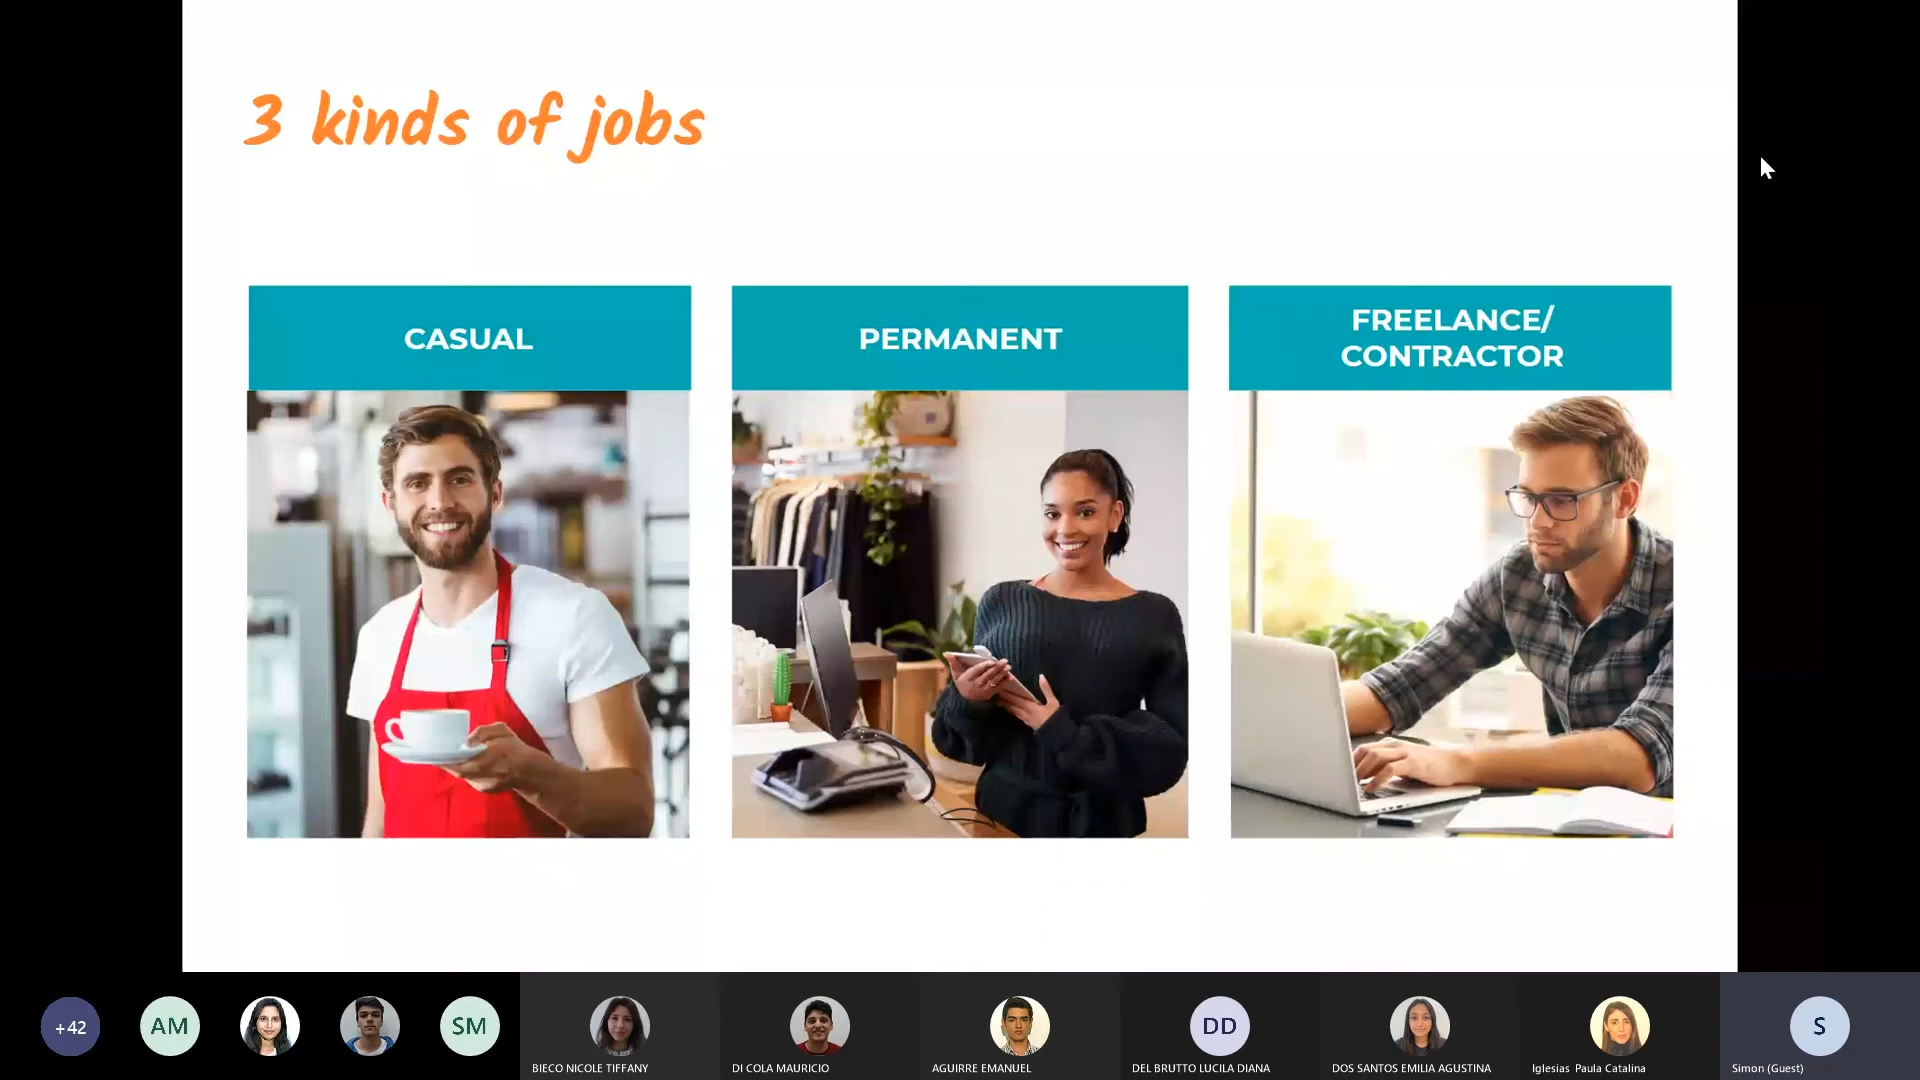 3 kinds of jobs
CASUAL
PERMANENT
FREELANCE/
CONTRACTOR
+42
AM
SM
BIECO NICOLE TIFFANY
DI COLA MAURICIO
AGUIRRE EMANUEL
DD
DEL BRUTTO LUCILA DIANA
DOS SANTOS EMILIA AGUSTINA
Iglesias Paula Catalina
S
Simon (Guest)